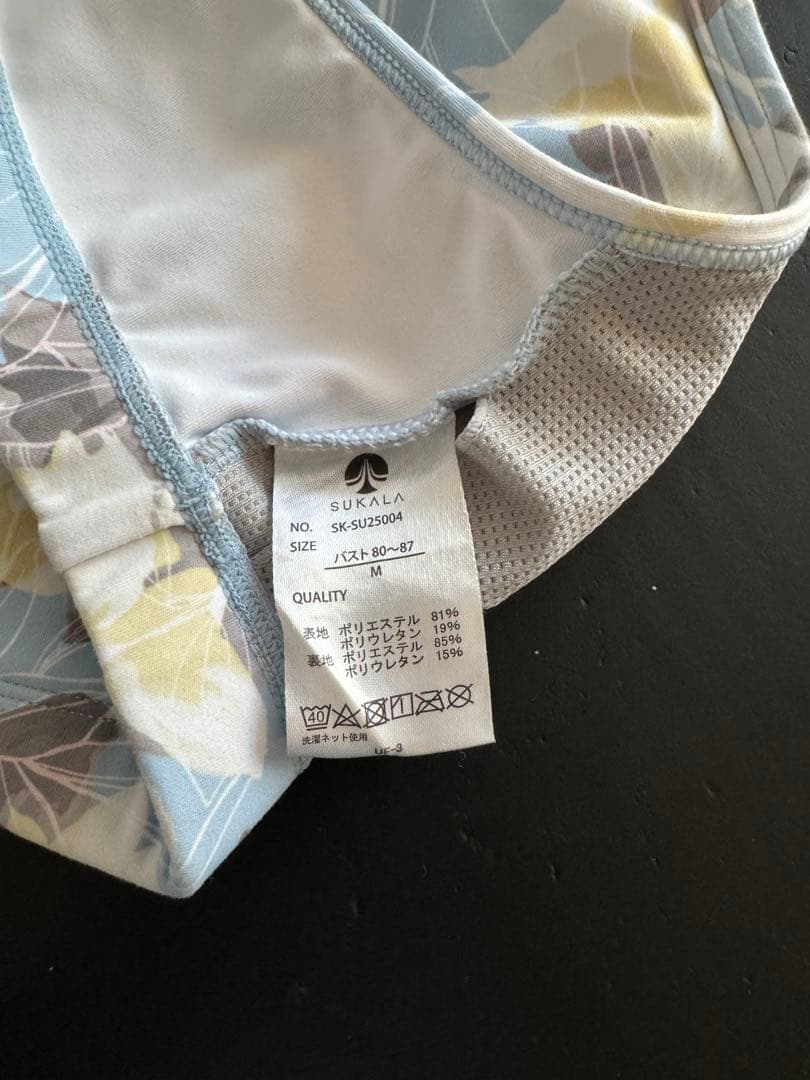 SUKALA
NO. SK-SU25004
SIZE バスト80〜87
M
QUALITY
表地 ポリエステル 81%
ポリウレタン 19%
裏地 ポリエステル 85%
ポリウレタン 15%
40
洗濯ネット使用